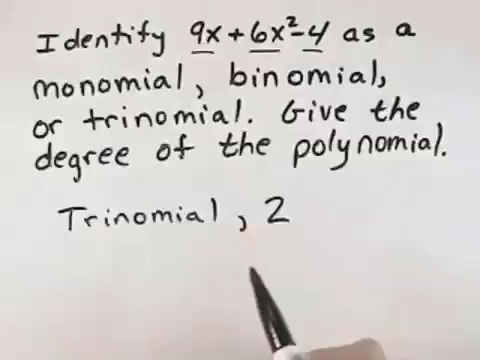 Identify 9x + 6x² - 4 as a
monomial, binomial,
or trinomial. Give the
degree of the polynomial.
Trinomial, 2